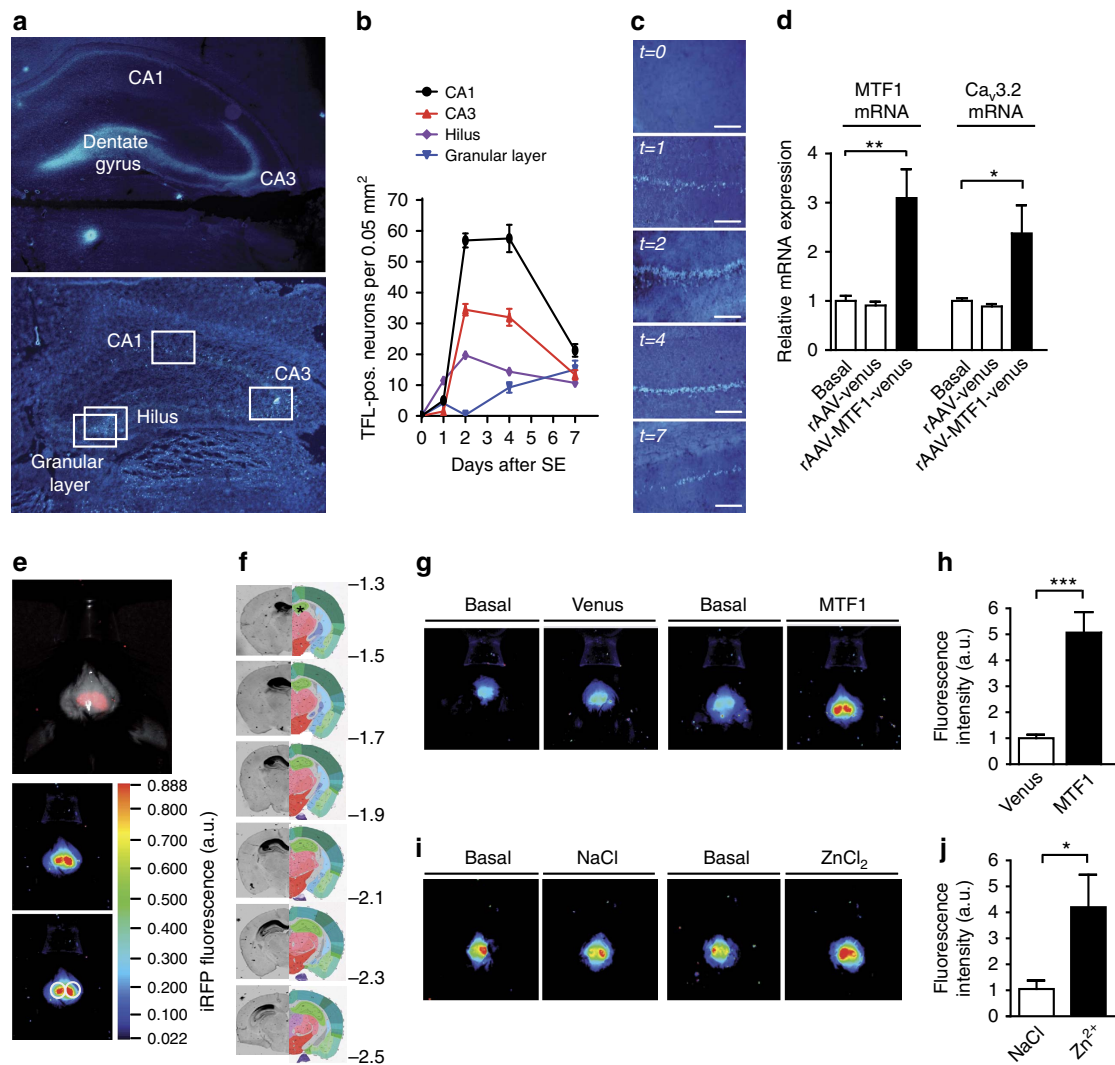 a
CA1
Dentate
gyrus
CA3
CA1
CA3
Hilus
Granular
layer
b
CA1
CA3
Hilus
Granular layer
TFL-pos. neurons per 0.05 mm²
70
60
50
40
30
20
10
0
0 1 2 3 4 5 6 7
Days after SE
c
t=0
t=1
t=2
t=4
t=7
d
MTF1
mRNA
Caᵥ3.2
mRNA
Relative mRNA expression
4
3
2
1
0
**
*
Basal
rAAV-venus
rAAV-MTF1-venus
Basal
rAAV-venus
rAAV-MTF1-venus
e
0.888
0.800
0.700
0.600
0.500
0.400
0.300
0.200
0.100
0.022
iRFP fluorescence (a.u.)
f
*
–1.3
–1.5
–1.7
–1.9
–2.1
–2.3
–2.5
g
Basal Venus Basal MTF1
h
Fluorescence
intensity (a.u.)
6
5
4
3
2
1
0
***
Venus
MTF1
i
Basal NaCl Basal ZnCl₂
j
Fluorescence
intensity (a.u.)
6
5
4
3
2
1
0
*
NaCl
Zn²⁺